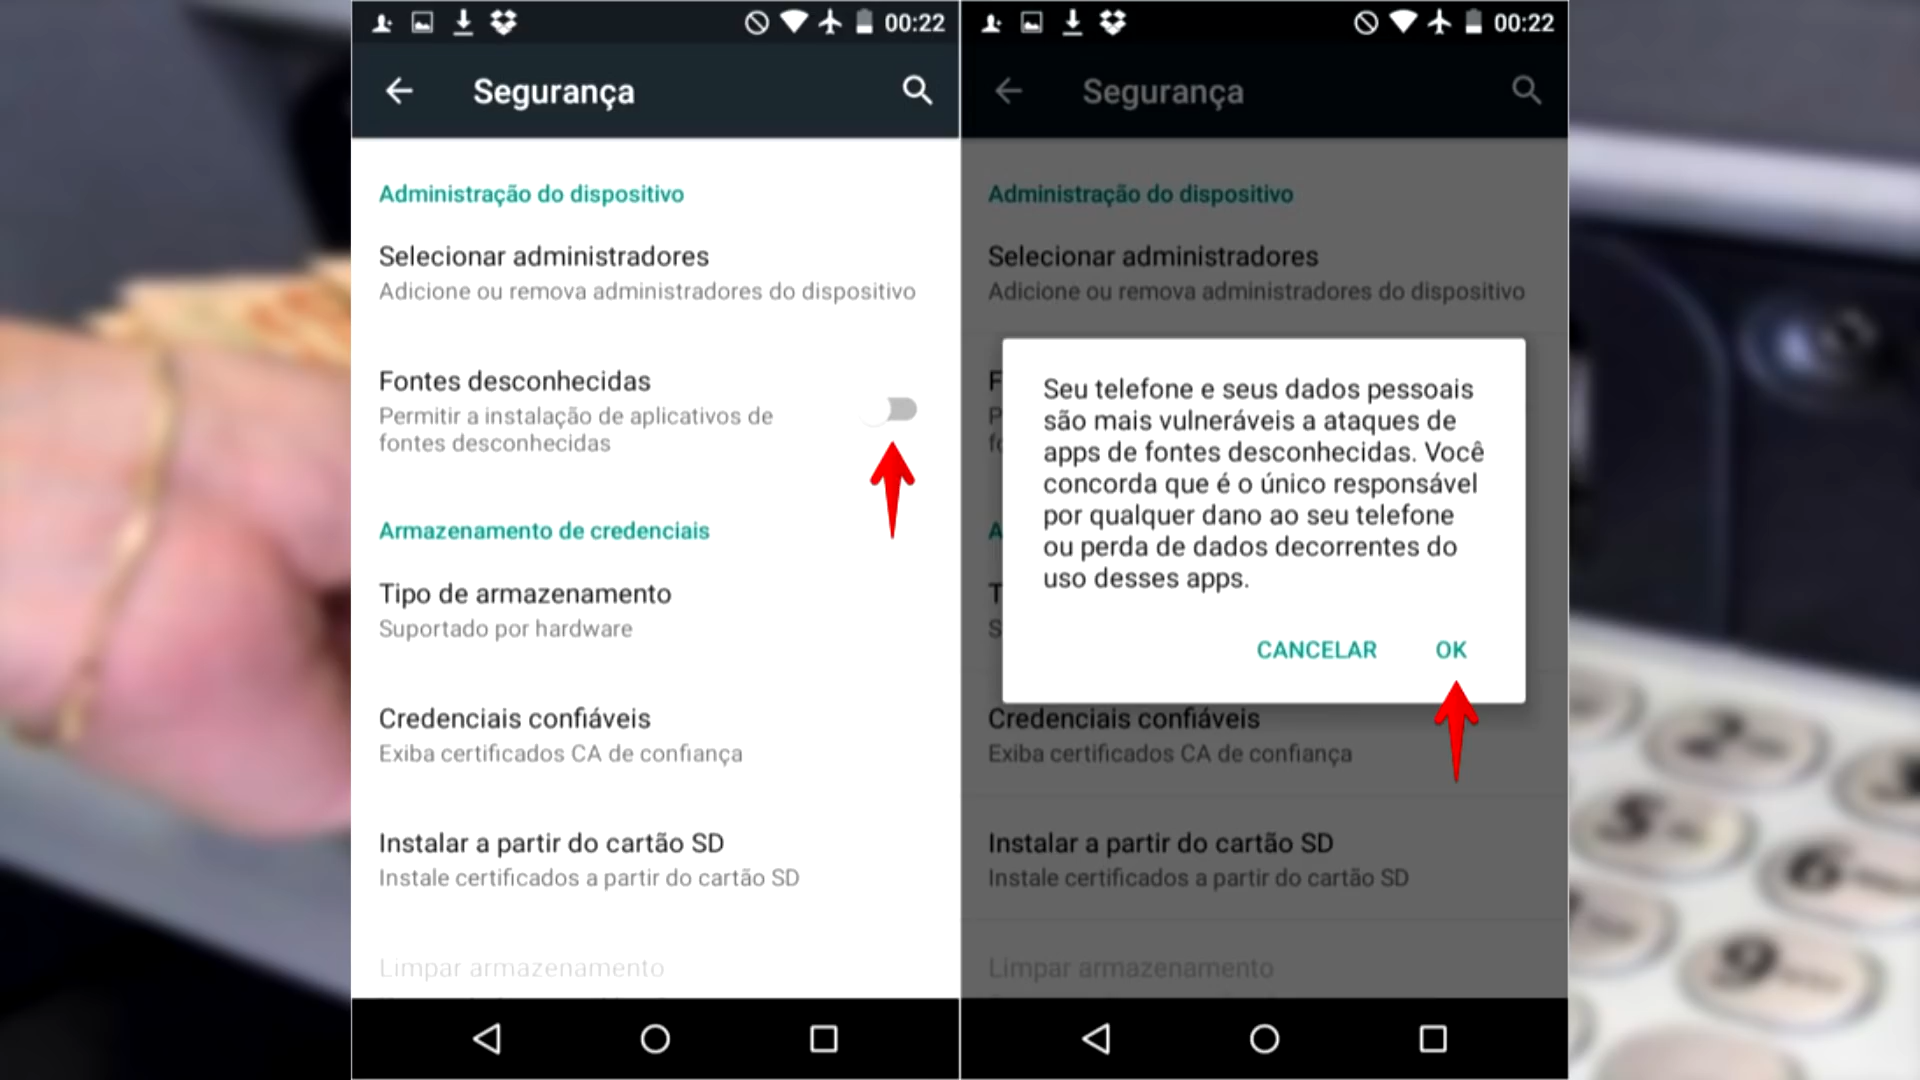 00:22
Segurança
Administração do dispositivo
Selecionar administradores
Adicione ou remova administradores do dispositivo
Fontes desconhecidas
Permitir a instalação de aplicativos de
fontes desconhecidas
Armazenamento de credenciais
Tipo de armazenamento
Suportado por hardware
Credenciais confiáveis
Exiba certificados CA de confiança
Instalar a partir do cartão SD
Instale certificados a partir do cartão SD
Limpar armazenamento
00:22
Segurança
Administração do dispositivo
Selecionar administradores
Adicione ou remova administradores do dispositivo
Seu telefone e seus dados pessoais
são mais vulneráveis a ataques de
apps de fontes desconhecidas. Você
concorda que é o único responsável
por qualquer dano ao seu telefone
ou perda de dados decorrentes do
uso desses apps.
CANCELAR OK
Credenciais confiáveis
Exiba certificados CA de confiança
Instalar a partir do cartão SD
Instale certificados a partir do cartão SD
Limpar armazenamento
2
5
6
9